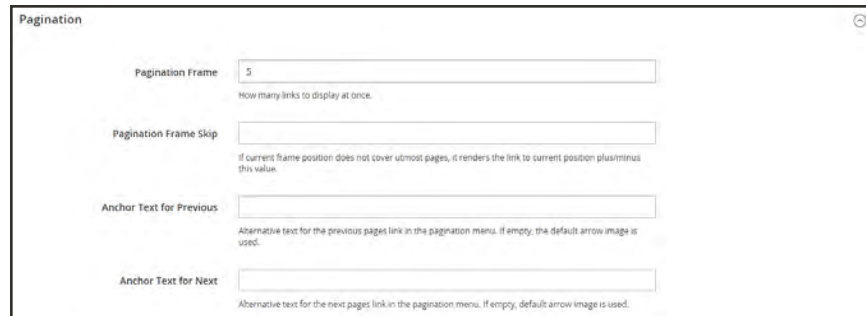 Pagination
Pagination Frame
5
How many links to display at once.
Pagination Frame Skip
If current frame position does not cover utmost pages, it renders the link to current position plus/minus
this value.
Anchor Text for Previous
Alternative text for the previous pages link in the pagination menu. If empty, the default arrow image is
used.
Anchor Text for Next
Alternative text for the next pages link in the pagination menu. If empty, default arrow image is used.